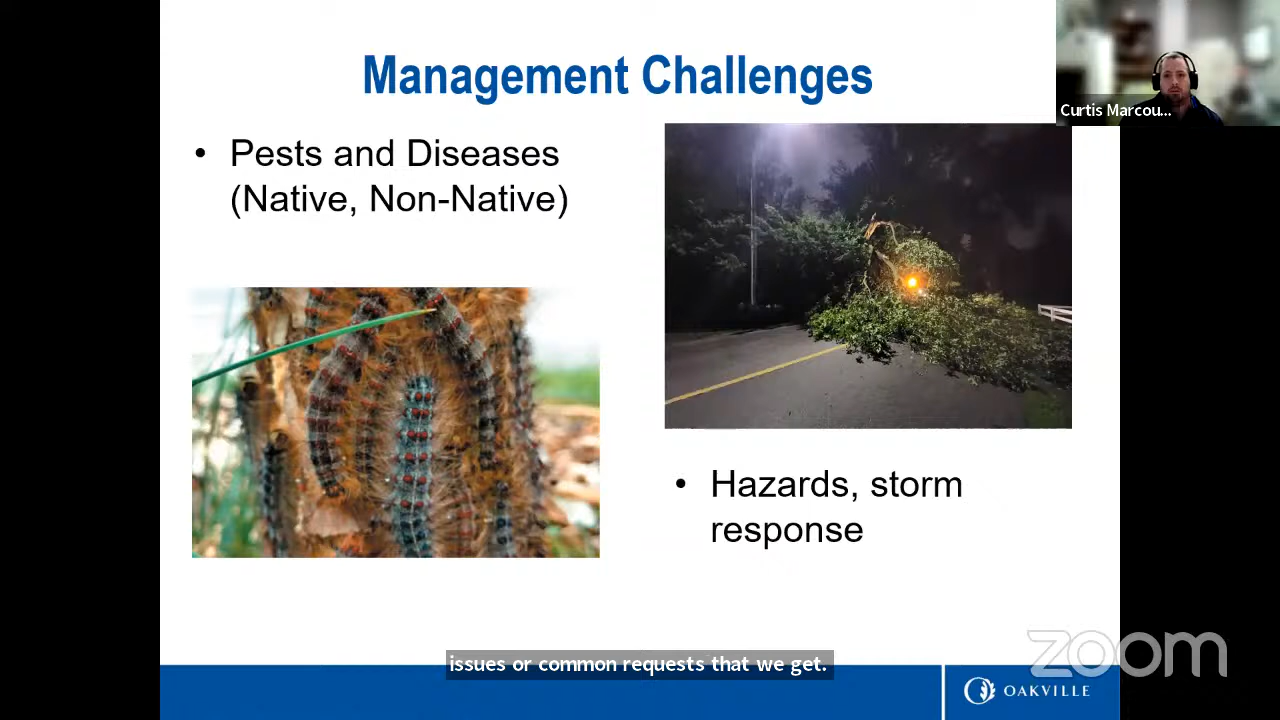 Management Challenges
Curtis Marcou...
• Pests and Diseases
(Native, Non-Native)
• Hazards, storm
response
issues or common requests that we get.
zoom
OAKVILLE